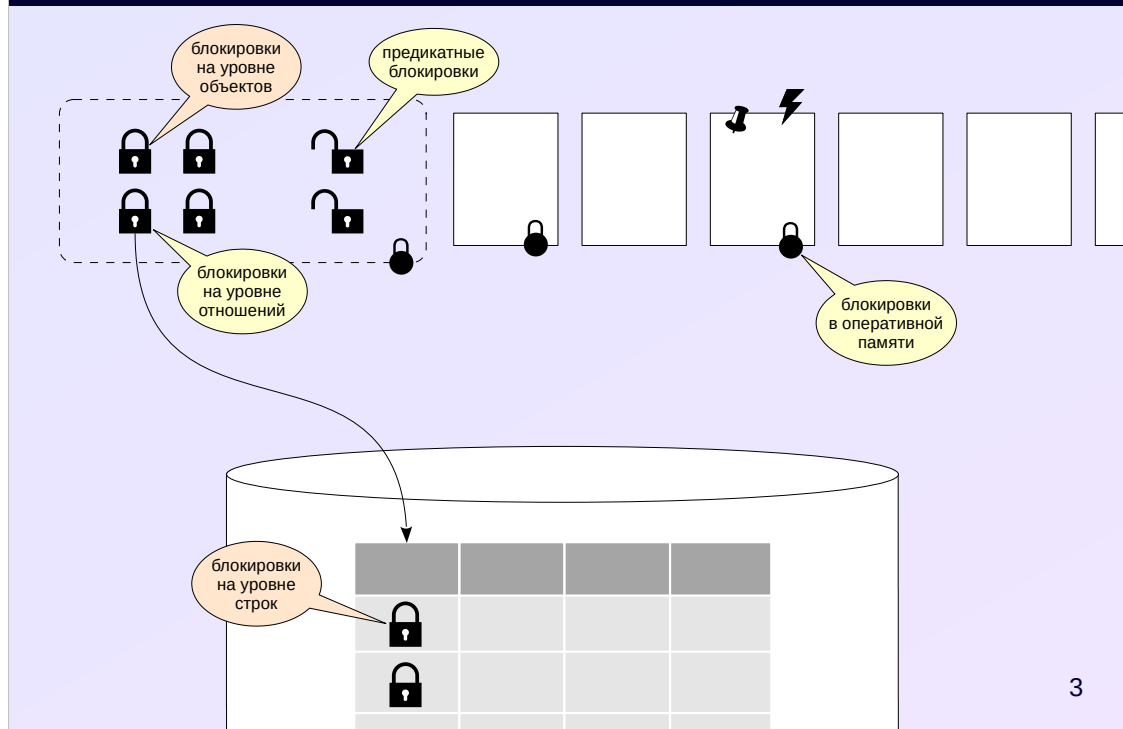 блокировки
на уровне
объектов
предикатные
блокировки
блокировки
на уровне
отношений
блокировки
в оперативной
памяти
блокировки
на уровне
строк
3